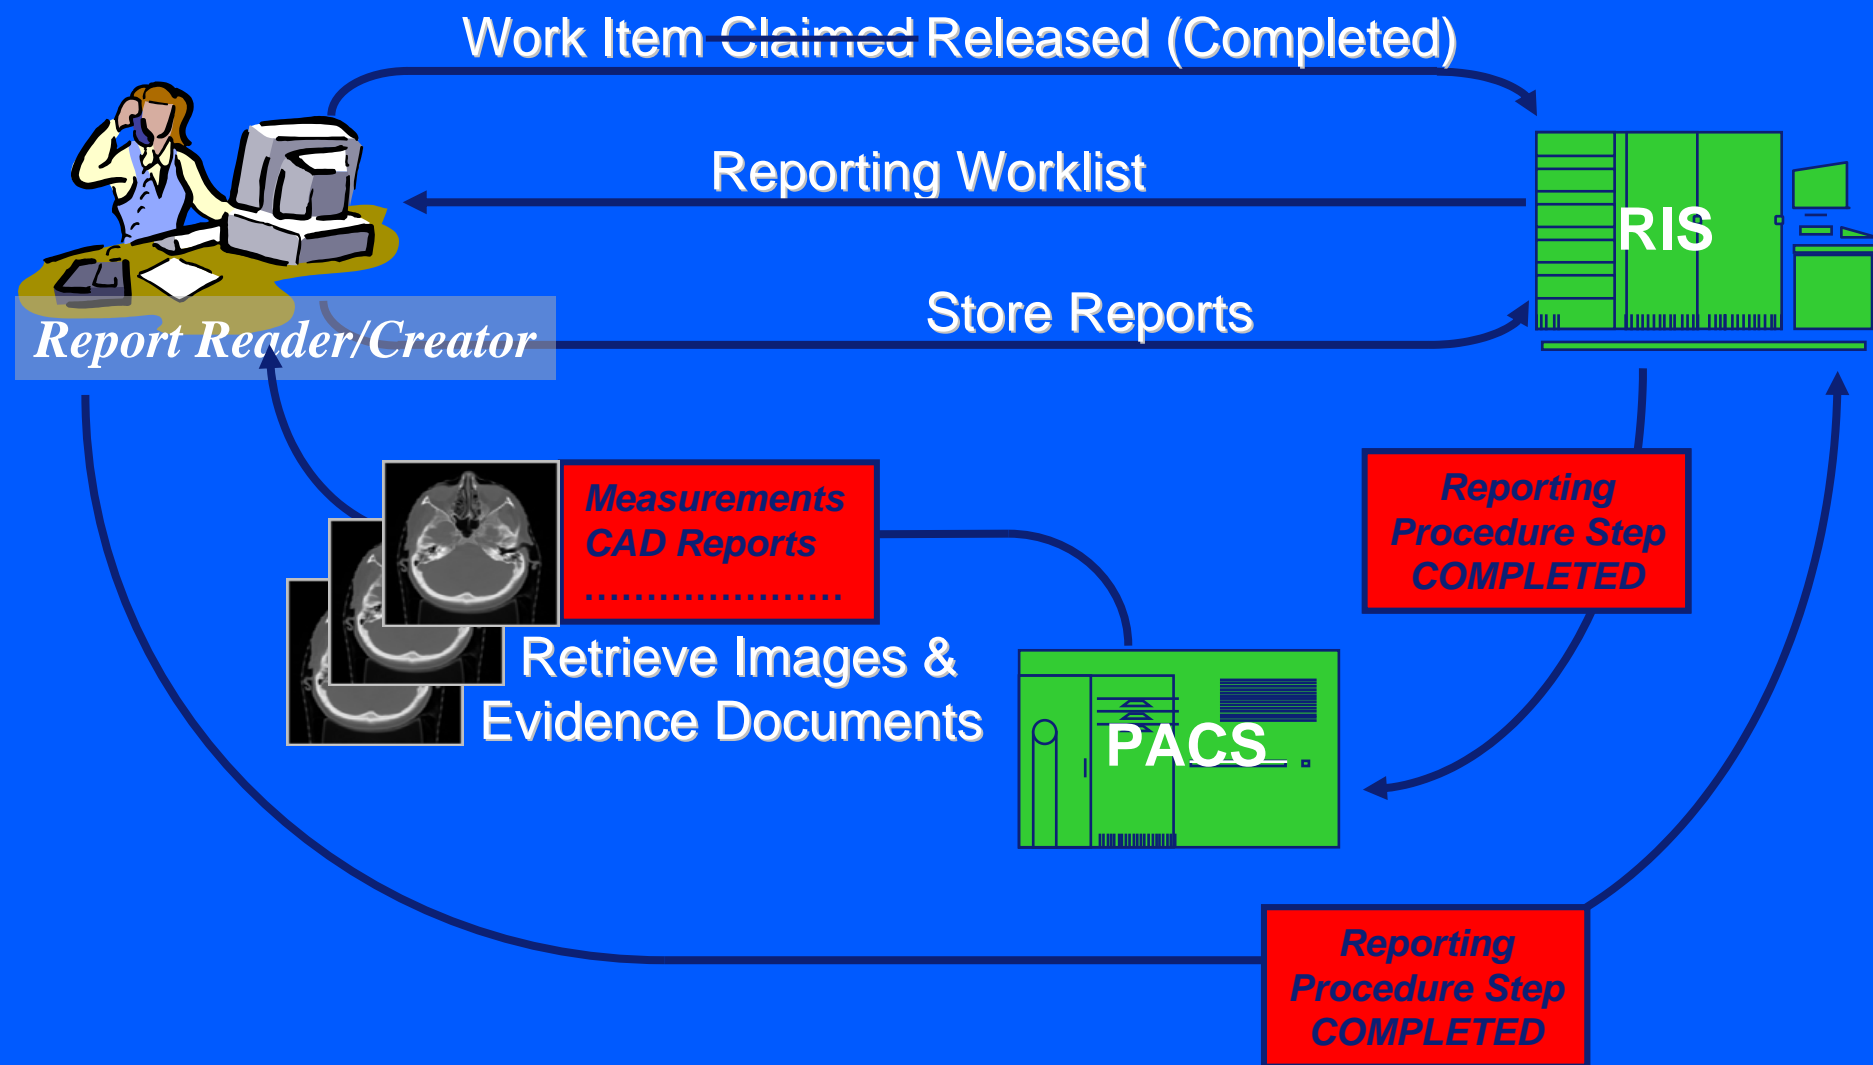 Work Item Claimed Released (Completed)
Reporting Worklist
RIS
Store Reports
Report Reader/Creator
Measurements
CAD Reports
.....................
Reporting
Procedure Step
COMPLETED
Retrieve Images &
Evidence Documents
PACS
Reporting
Procedure Step
COMPLETED